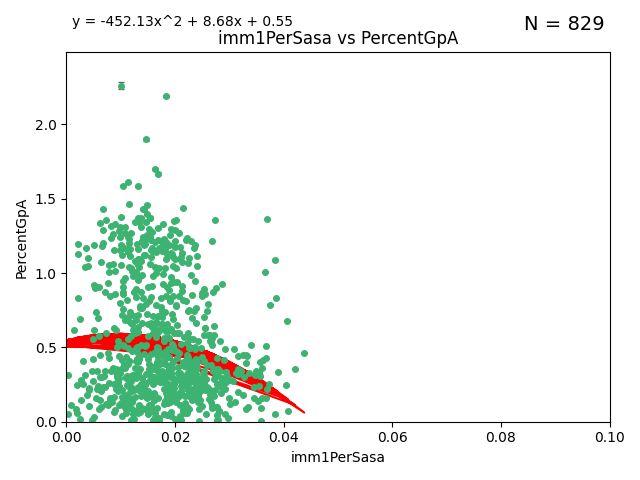 y = -452.13x^2 + 8.68x + 0.55
N = 829
imm1PerSasa vs PercentGpA
PercentGpA
2.0
1.5
1.0
0.5
0.0
0.00 0.02 0.04 0.06 0.08 0.10
imm1PerSasa